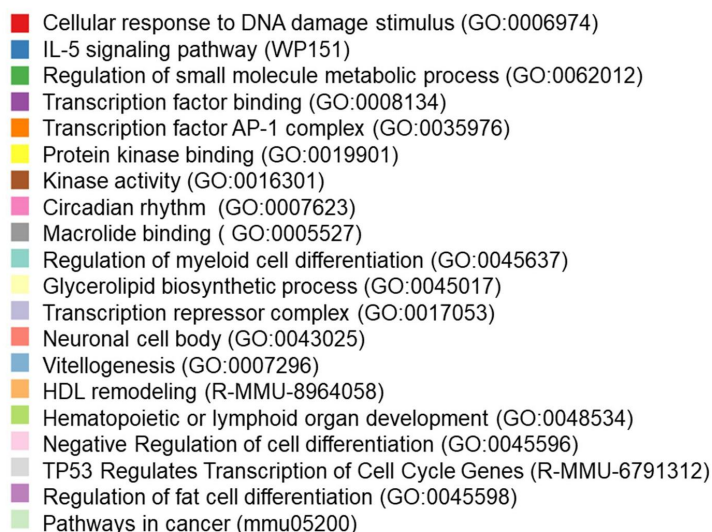 Cellular response to DNA damage stimulus (GO:0006974)
IL-5 signaling pathway (WP151)
Regulation of small molecule metabolic process (GO:0062012)
Transcription factor binding (GO:0008134)
Transcription factor AP-1 complex (GO:0035976)
Protein kinase binding (GO:0019901)
Kinase activity (GO:0016301)
Circadian rhythm (GO:0007623)
Macrolide binding ( GO:0005527)
Regulation of myeloid cell differentiation (GO:0045637)
Glycerolipid biosynthetic process (GO:0045017)
Transcription repressor complex (GO:0017053)
Neuronal cell body (GO:0043025)
Vitellogenesis (GO:0007296)
HDL remodeling (R-MMU-8964058)
Hematopoietic or lymphoid organ development (GO:0048534)
Negative Regulation of cell differentiation (GO:0045596)
TP53 Regulates Transcription of Cell Cycle Genes (R-MMU-6791312)
Regulation of fat cell differentiation (GO:0045598)
Pathways in cancer (mmu05200)